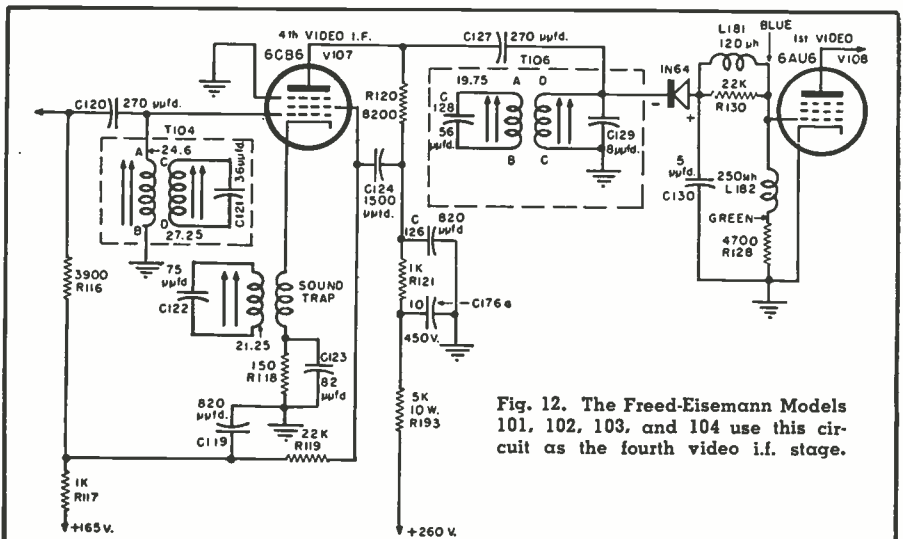 4th VIDEO I.F.
6CB6
V107
C127
270 μμfd.
T106
L181
120 μh
BLUE
1st VIDEO
6AU6
V108
C120
270 μμfd.
T104
A
24.6
C
36μμfd.
C121
B
D
27.25
R120
8200
19.75
A
D
C
128
56
μμfd.
B
C
C129
8μμfd.
1N64
-
+
22K
R130
C124
1500
μμfd.
5
μμfd.
C130
250μh
L182
GREEN
4700
R128
3900
R116
75
μμfd.
C122
SOUND
TRAP
21.25
C
126
820
μμfd
1K
R121
10
C176a
450V.
150
R118
C123
82
μμfd
820
μμfd.
C119
22K
R119
5K
10 W.
R193
1K
R117
+165V.
+260 V.
Fig. 12. The Freed-Eisemann Models
101, 102, 103, and 104 use this cir-
cuit as the fourth video i.f. stage.